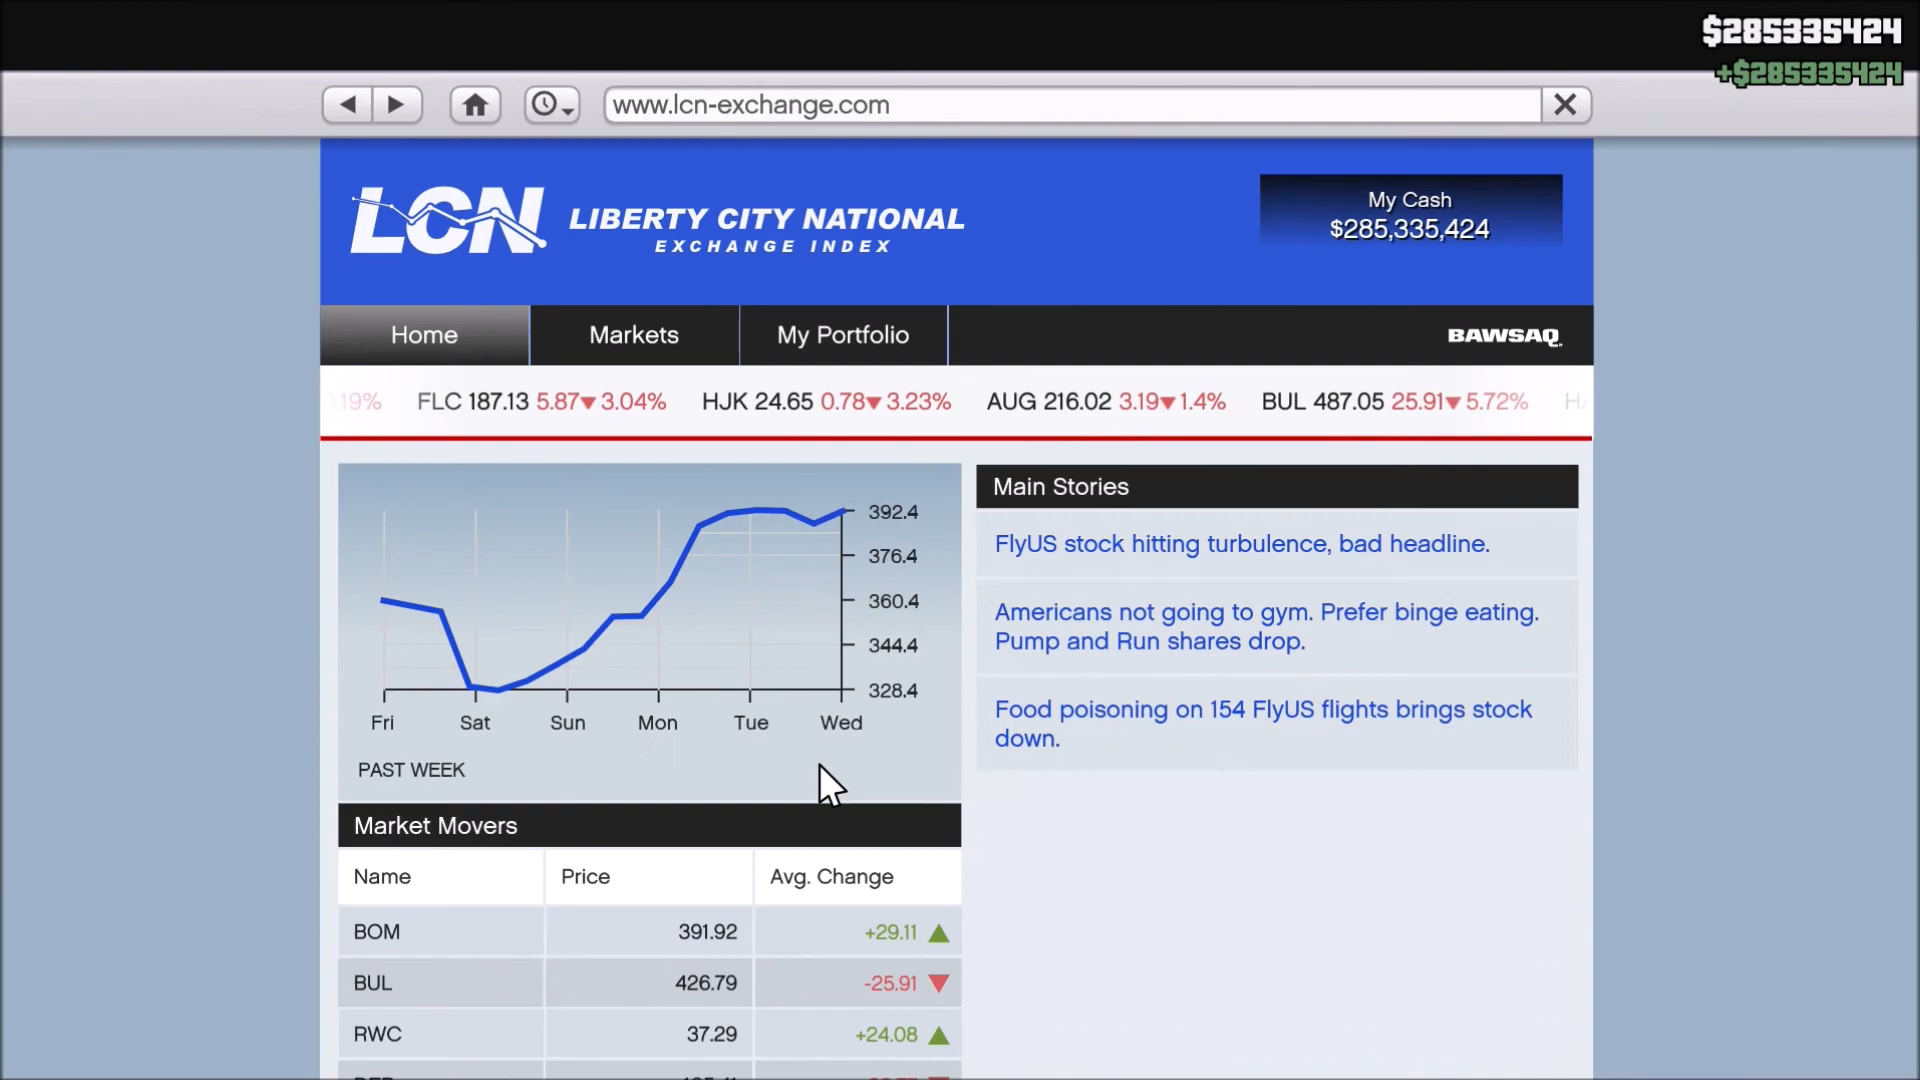 $285335424
+$285335424
www.lcn-exchange.com
LCN LIBERTY CITY NATIONAL
EXCHANGE INDEX
My Cash
$285,335,424
Home Markets My Portfolio BAWSAQ
.19% FLC 187.13 5.87▼3.04% HJK 24.65 0.78▼3.23% AUG 216.02 3.19▼1.4% BUL 487.05 25.91▼5.72%
392.4
376.4
360.4
344.4
328.4
Fri Sat Sun Mon Tue Wed
PAST WEEK
Main Stories
FlyUS stock hitting turbulence, bad headline.
Americans not going to gym. Prefer binge eating.
Pump and Run shares drop.
Food poisoning on 154 FlyUS flights brings stock
down.
Market Movers
Name Price Avg. Change
BOM 391.92 +29.11 ▲
BUL 426.79 -25.91 ▼
RWC 37.29 +24.08 ▲